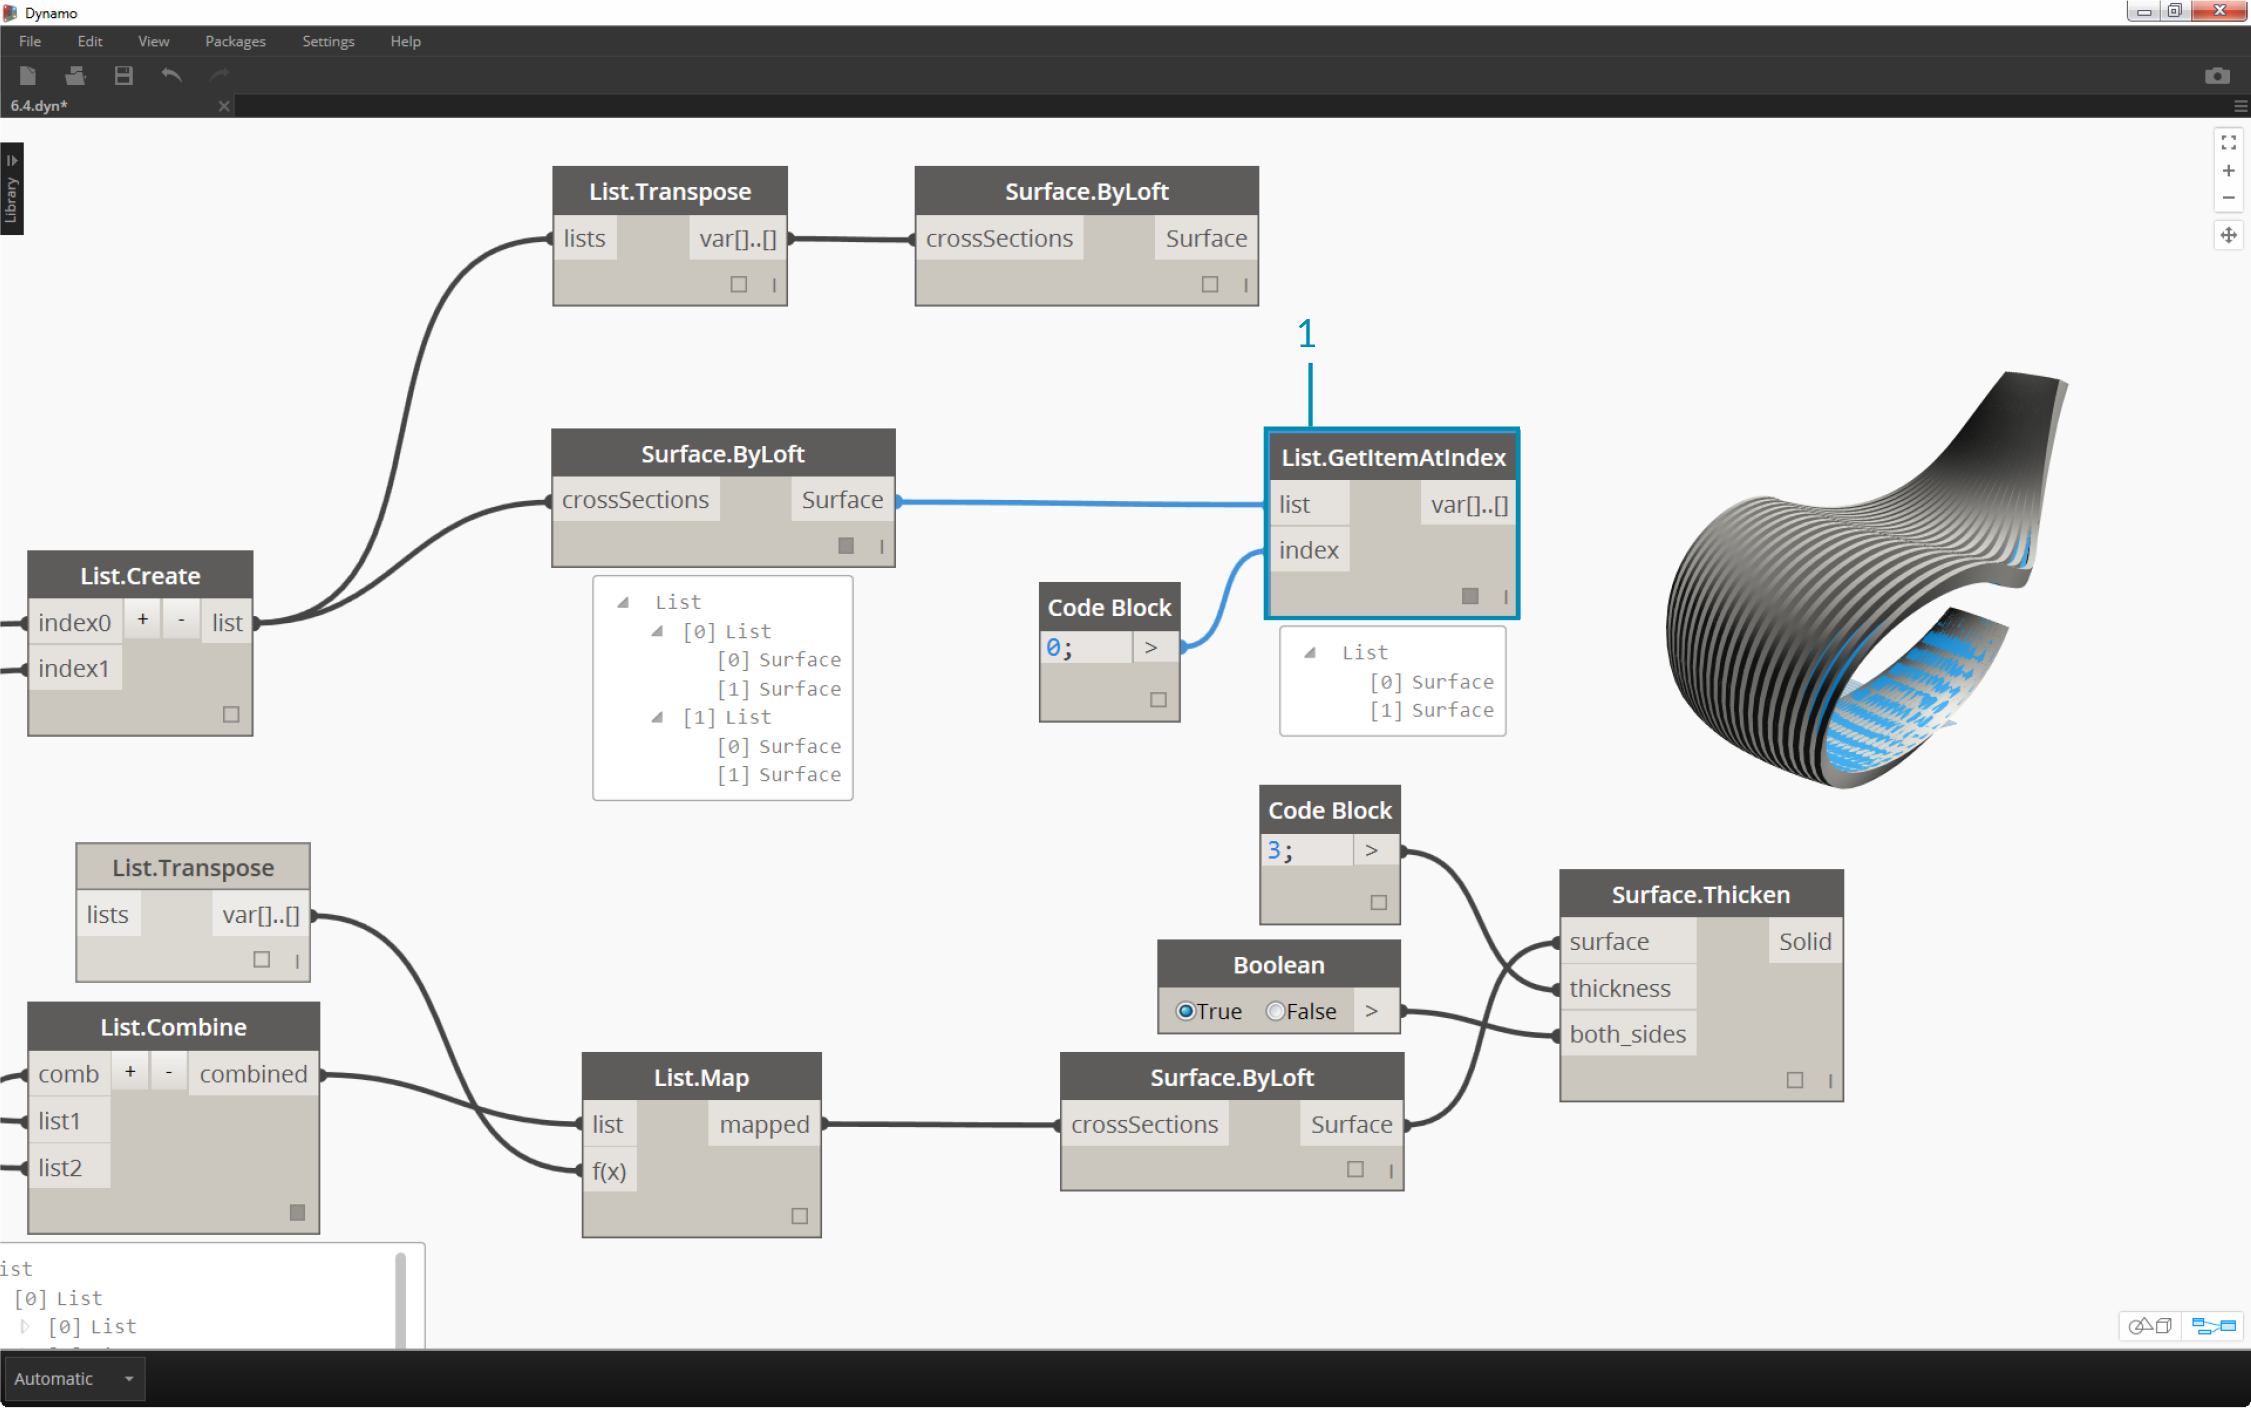 Dynamo
File Edit View Packages Settings Help
6.4.dyn*
Library
List.Transpose
lists var[]..[]
Surface.ByLoft
crossSections Surface
1
Surface.ByLoft
crossSections Surface
List
[0] List
[0] Surface
[1] Surface
[1] List
[0] Surface
[1] Surface
List.GetItemAtIndex
list var[]..[]
index
Code Block
0; >
List
[0] Surface
[1] Surface
List.Create
index0 + - list
index1
Code Block
3; >
List.Transpose
lists var[]..[]
Surface.Thicken
surface Solid
thickness
both_sides
Boolean
True False >
List.Combine
comb + - combined
list1
list2
List.Map
list mapped
f(x)
Surface.ByLoft
crossSections Surface
ist
[0] List
[0] List
Automatic